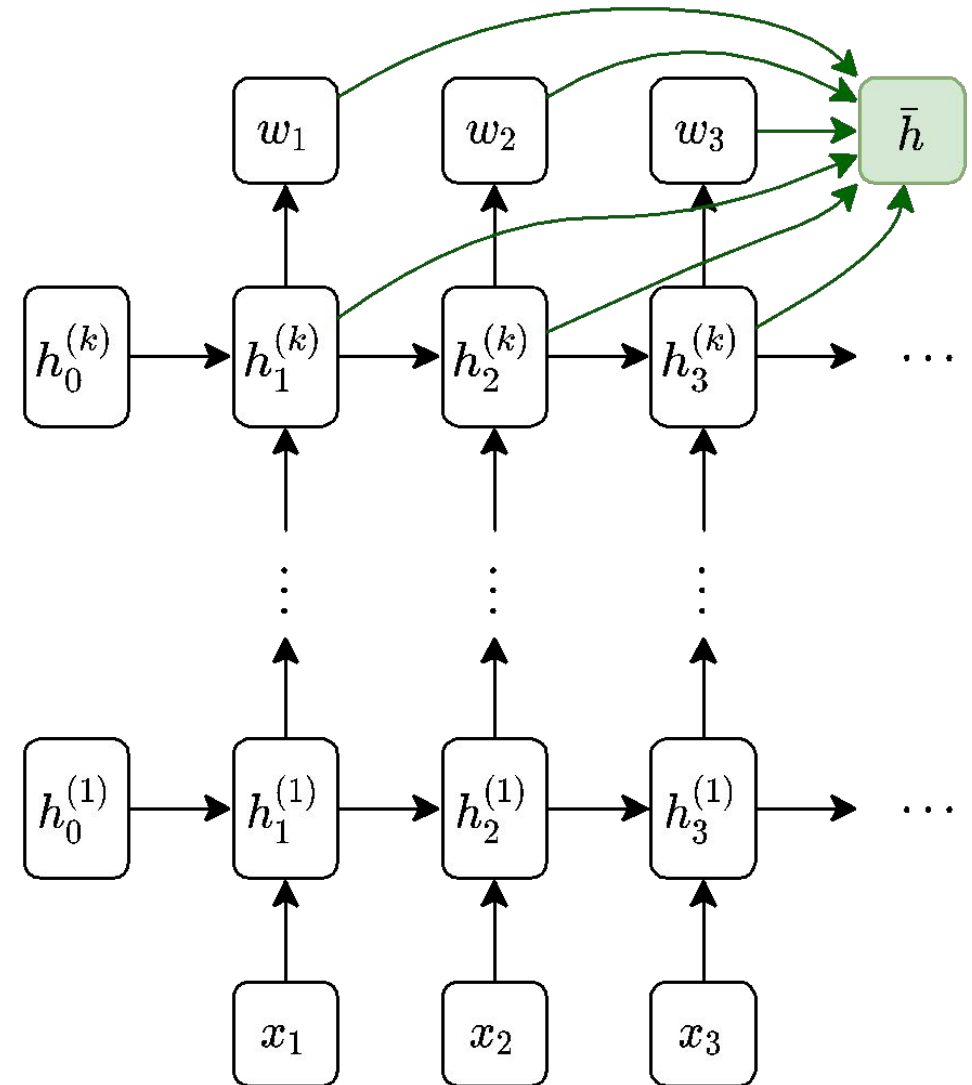 w₁ w₂ w₃ h̄
h₀⁽ᵏ⁾ h₁⁽ᵏ⁾ h₂⁽ᵏ⁾ h₃⁽ᵏ⁾ ⋯
⋮ ⋮ ⋮
h₀⁽¹⁾ h₁⁽¹⁾ h₂⁽¹⁾ h₃⁽¹⁾ ⋯
x₁ x₂ x₃